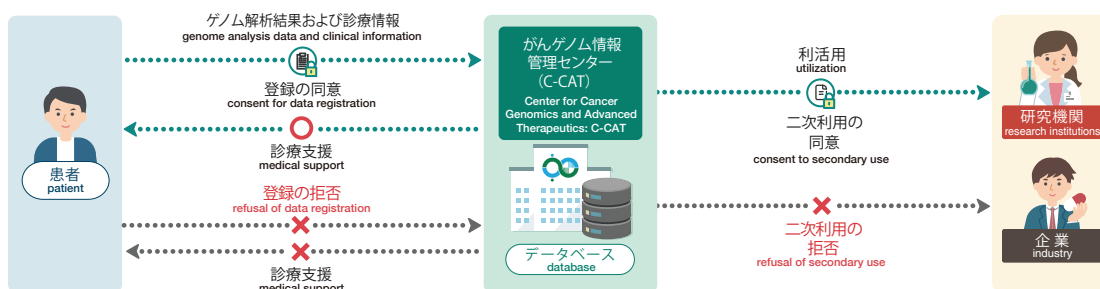 ゲノム解析結果および診療情報
genome analysis data and clinical information
登録の同意
consent for data registration
診療支援
medical support
登録の拒否
refusal of data registration
診療支援
medical support
患者
patient
がんゲノム情報
管理センター
(C-CAT)
Center for Cancer
Genomics and Advanced
Therapeutics: C-CAT
データベース
database
利活用
utilization
二次利用の
同意
consent to secondary use
二次利用の
拒否
refusal of secondary use
研究機関
research institutions
企業
industry